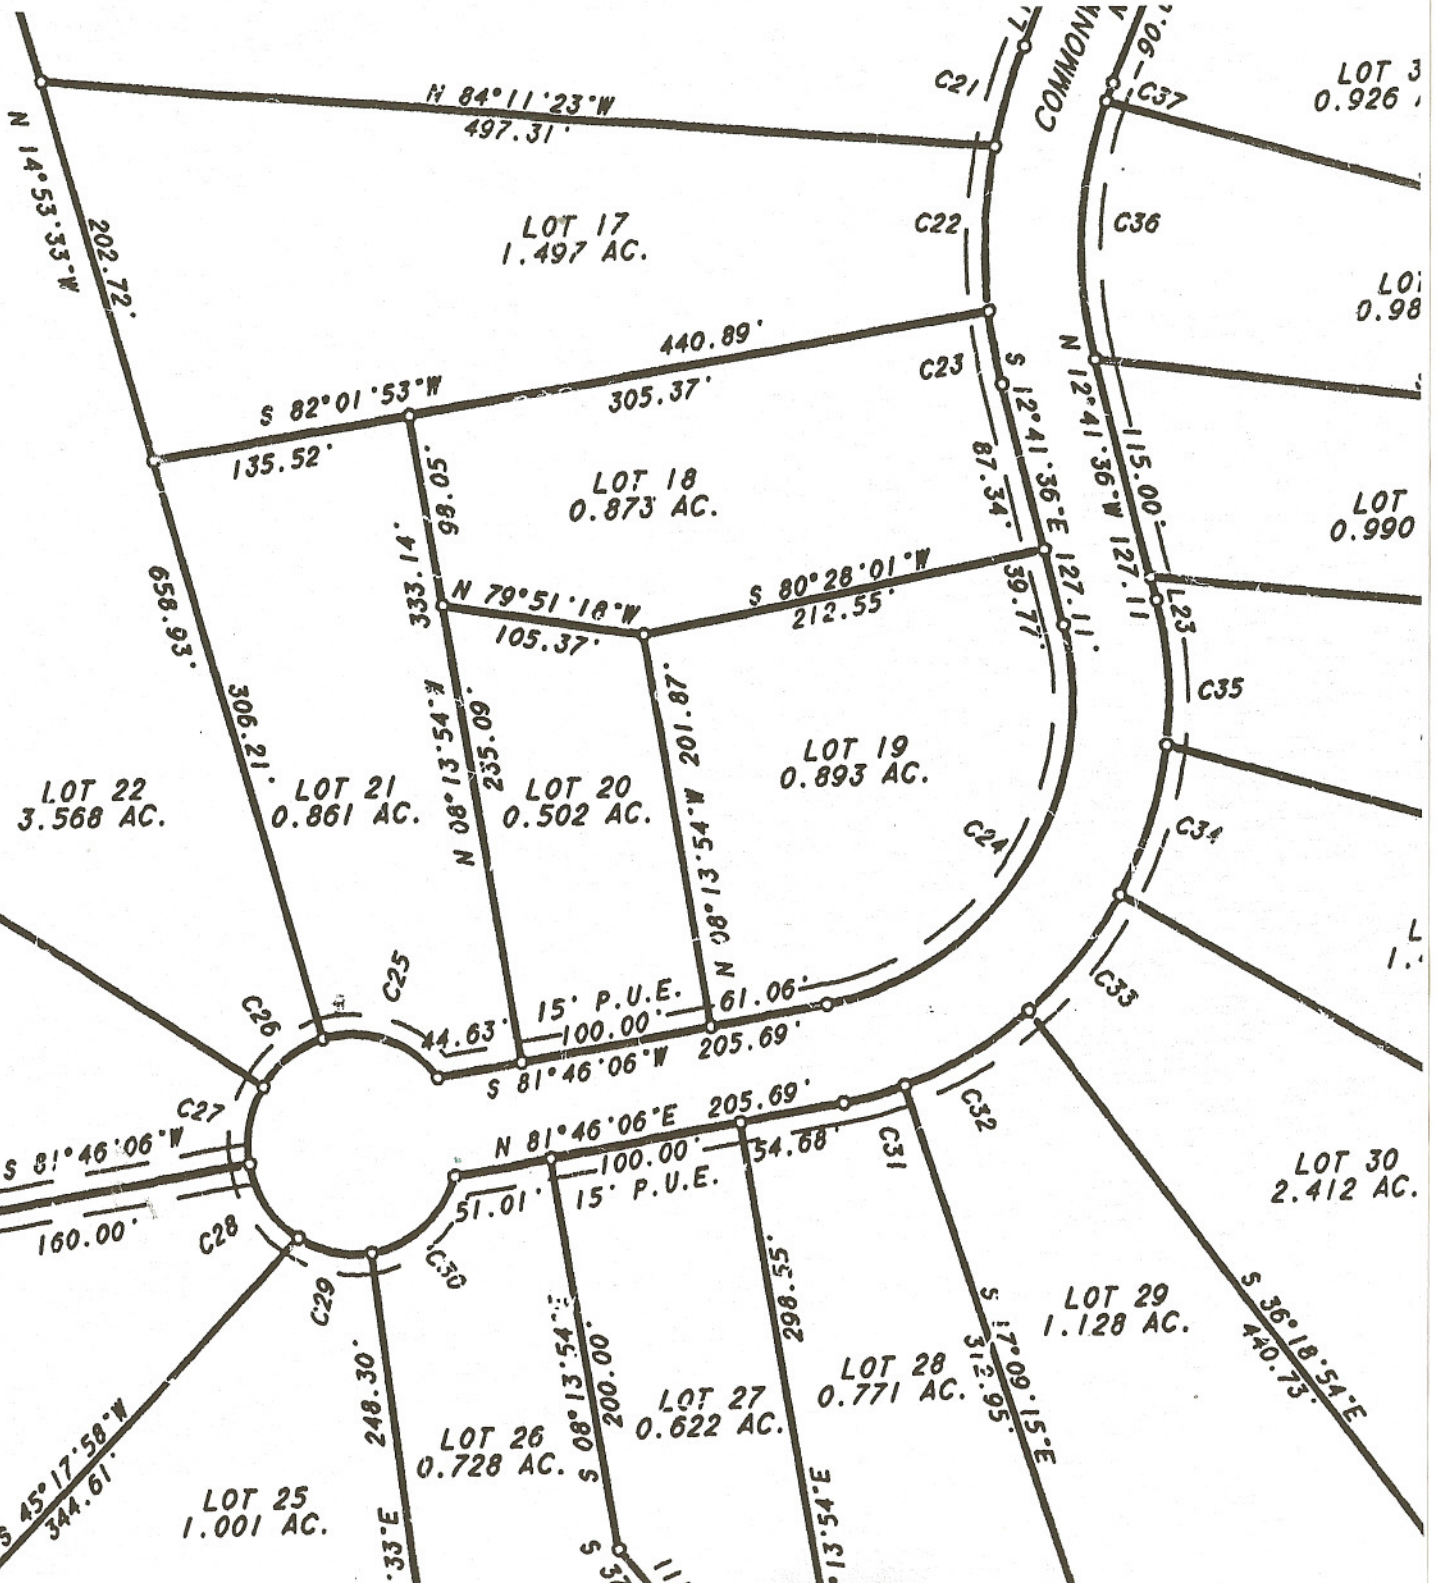 C21
COMMON
90.
C37
LOT 3
0.926
N 84°11'23"W
497.31'
N 14°53'33"W
202.72'
LOT 17
1.497 AC.
C22
C36
0.98
440.89'
305.37'
S 82°01'53"W
135.52'
C23
S 12°41'36"E 127.11'
N 12°41'36"W 127.11
115.00'
87.34'
LOT 18
0.873 AC.
98.05'
333.14'
LOT
0.990
N 79°51'18"W
105.37'
S 80°28'01"W
212.55'
39.77'
L23
C35
658.93'
306.21'
N 08°13'54"W
235.09'
201.87'
N 08°13'54"W
LOT 19
0.893 AC.
LOT 22
3.568 AC.
LOT 21
0.861 AC.
LOT 20
0.502 AC.
C24
C34
C33
C25
C26
44.63'
15' P.U.E.
100.00'
61.06'
S 81°46'06"W
205.69'
C27
S 81°46'06"W
160.00'
N 81°46'06"E
205.69'
100.00'
54.68'
C31
C32
51.01'
15' P.U.E.
C28
C29
C30
LOT 30
2.412 AC.
S 36°18'54"E
440.73'
LOT 29
1.128 AC.
S 17°09'15"E
312.95'
298.55'
LOT 28
0.771 AC.
S 08°13'54"E
200.00'
LOT 27
0.622 AC.
248.30'
LOT 26
0.728 AC.
S 45°17'58"W
344.61'
LOT 25
1.001 AC.
33"E
13'54"E
S 37
11